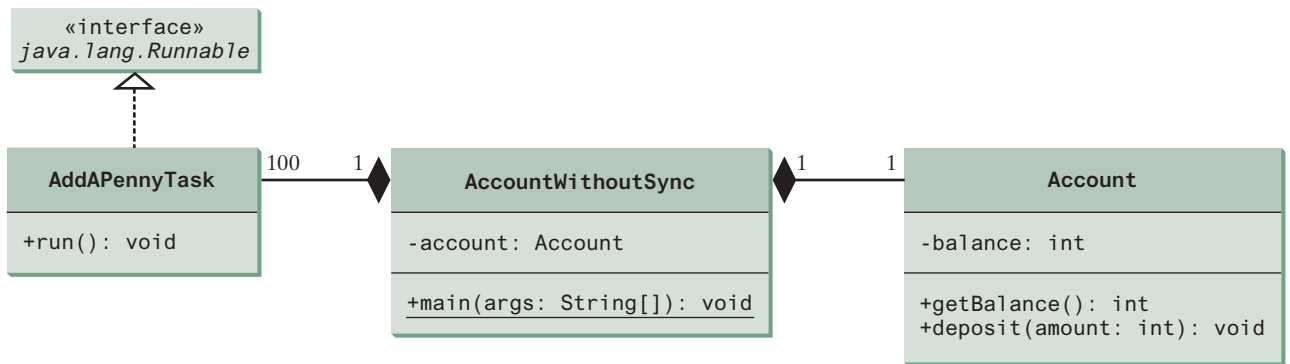 «interface»
java.lang.Runnable
AddAPennyTask
+run(): void
100
1
AccountWithoutSync
-account: Account
+main(args: String[]): void
1
1
Account
-balance: int
+getBalance(): int
+deposit(amount: int): void